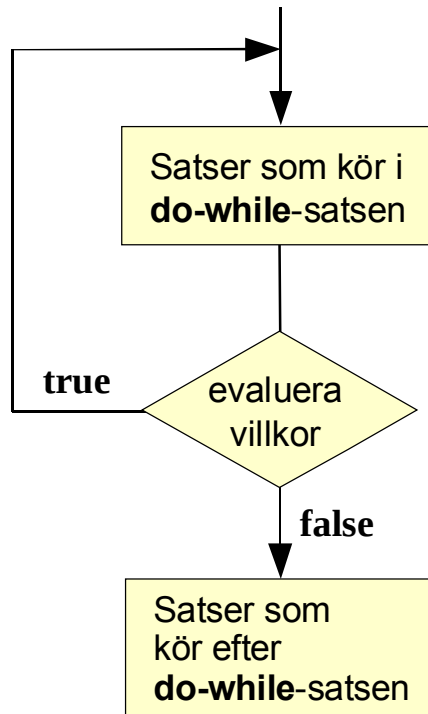 Satser som kör i
do-while-satsen
true
evaluera
villkor
false
Satser som
kör efter
do-while-satsen